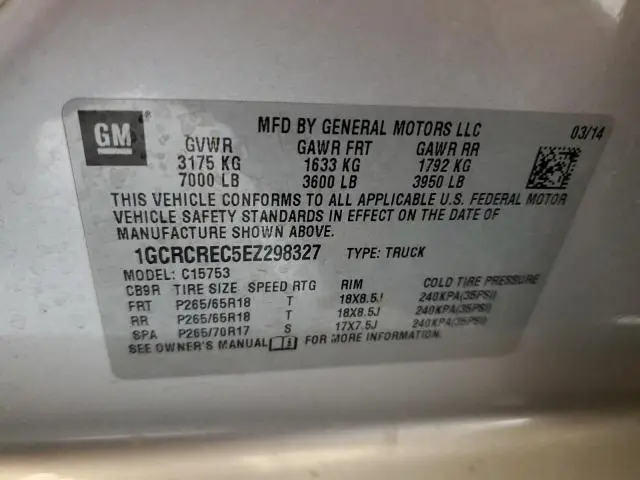 GM
MFD BY GENERAL MOTORS LLC 03/14
GVWR GAWR FRT GAWR RR
3175 KG 1633 KG 1792 KG
7000 LB 3600 LB 3950 LB
THIS VEHICLE CONFORMS TO ALL APPLICABLE U.S. FEDERAL MOTOR
VEHICLE SAFETY STANDARDS IN EFFECT ON THE DATE OF
MANUFACTURE SHOWN ABOVE.
1GCRCREC5EZ298327 TYPE: TRUCK
MODEL: C15753
CB9R TIRE SIZE SPEED RTG RIM COLD TIRE PRESSURE
FRT P265/65R18 T 18X8.5J 240KPA(35PSI)
RR P265/65R18 T 18X8.5J 240KPA(35PSI)
SPA P265/70R17 S 17X7.5J 240KPA(35PSI)
SEE OWNER'S MANUAL FOR MORE INFORMATION.